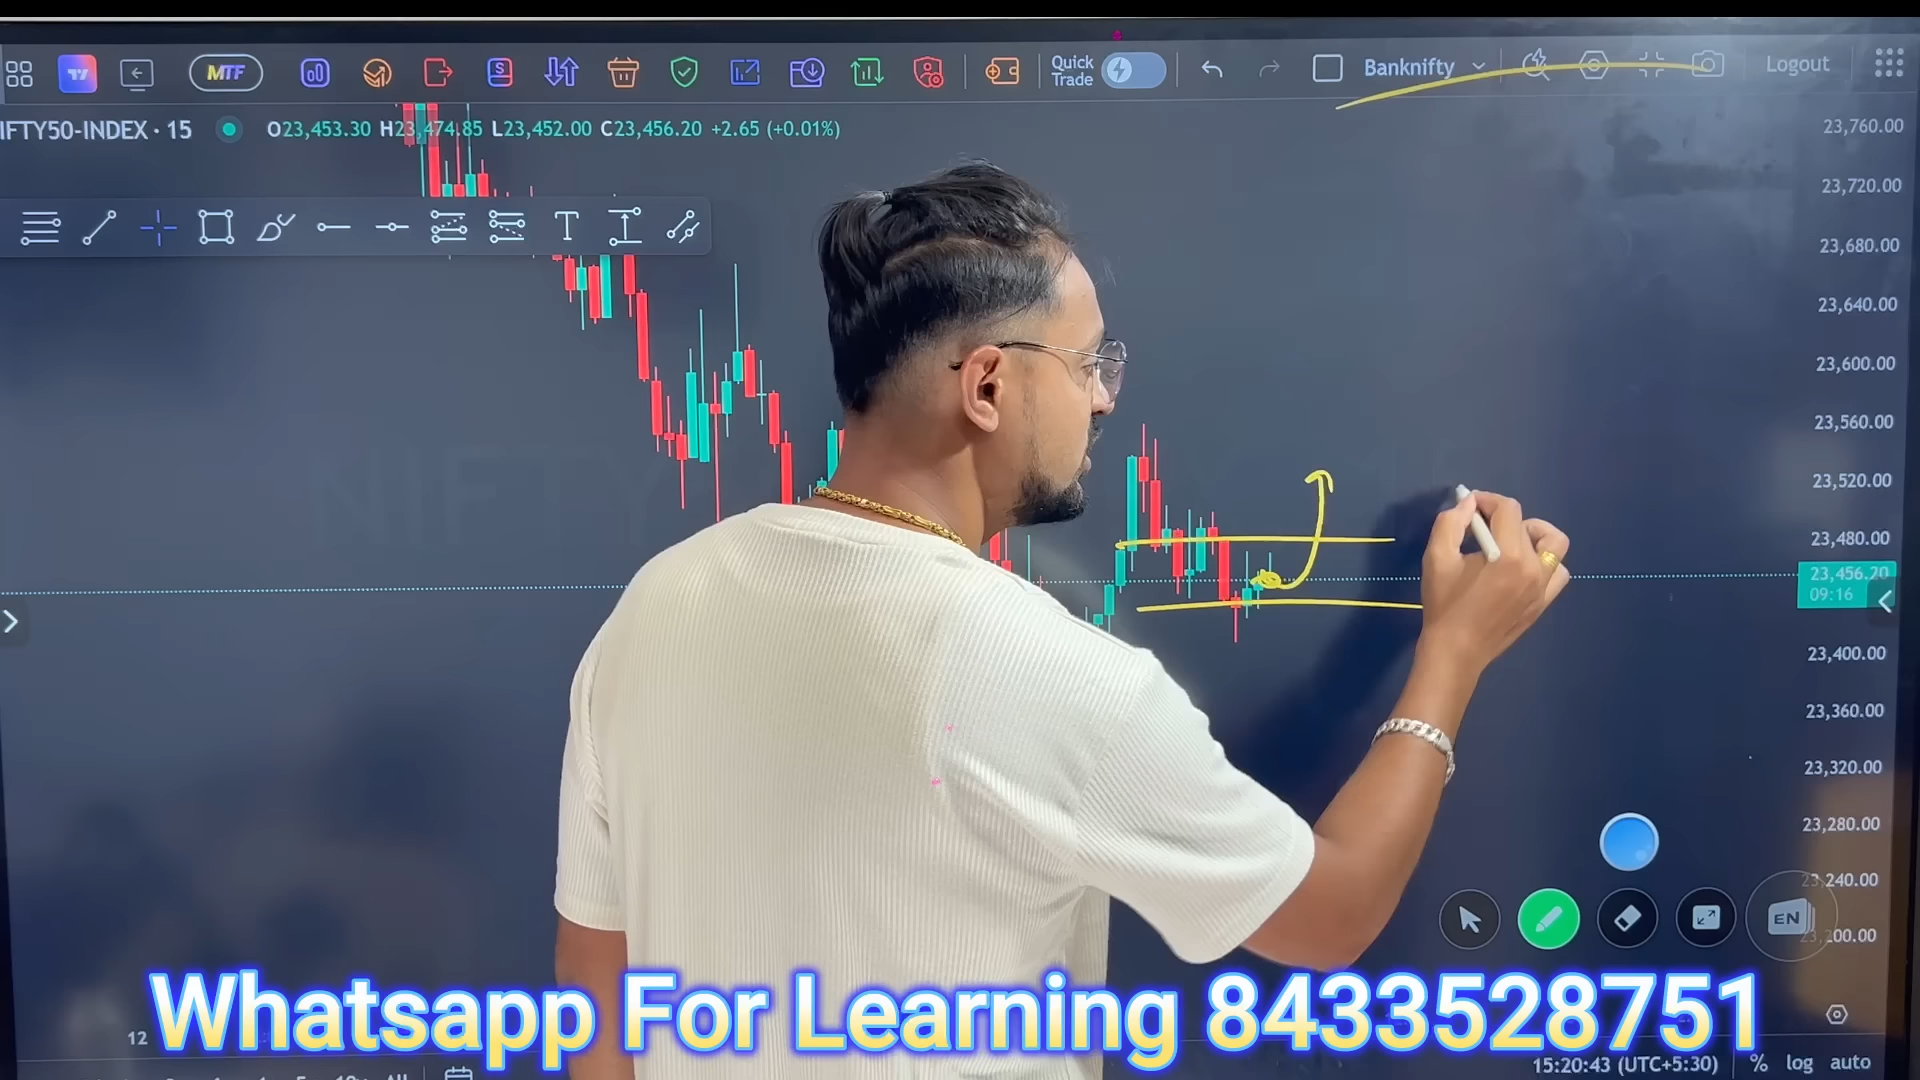 MTF
Quick Trade
Banknifty
Logout
IFTY50-INDEX · 15 O23,453.30 H23,474.85 L23,452.00 C23,456.20 +2.65 (+0.01%)
S
T
23,760.00
23,720.00
23,680.00
23,640.00
23,600.00
23,560.00
23,520.00
23,480.00
23,456.20
09:16
23,400.00
23,360.00
23,320.00
23,280.00
23,240.00
23,200.00
EN
Whatsapp For Learning 8433528751
12
15:20:43 (UTC+5:30) % log auto